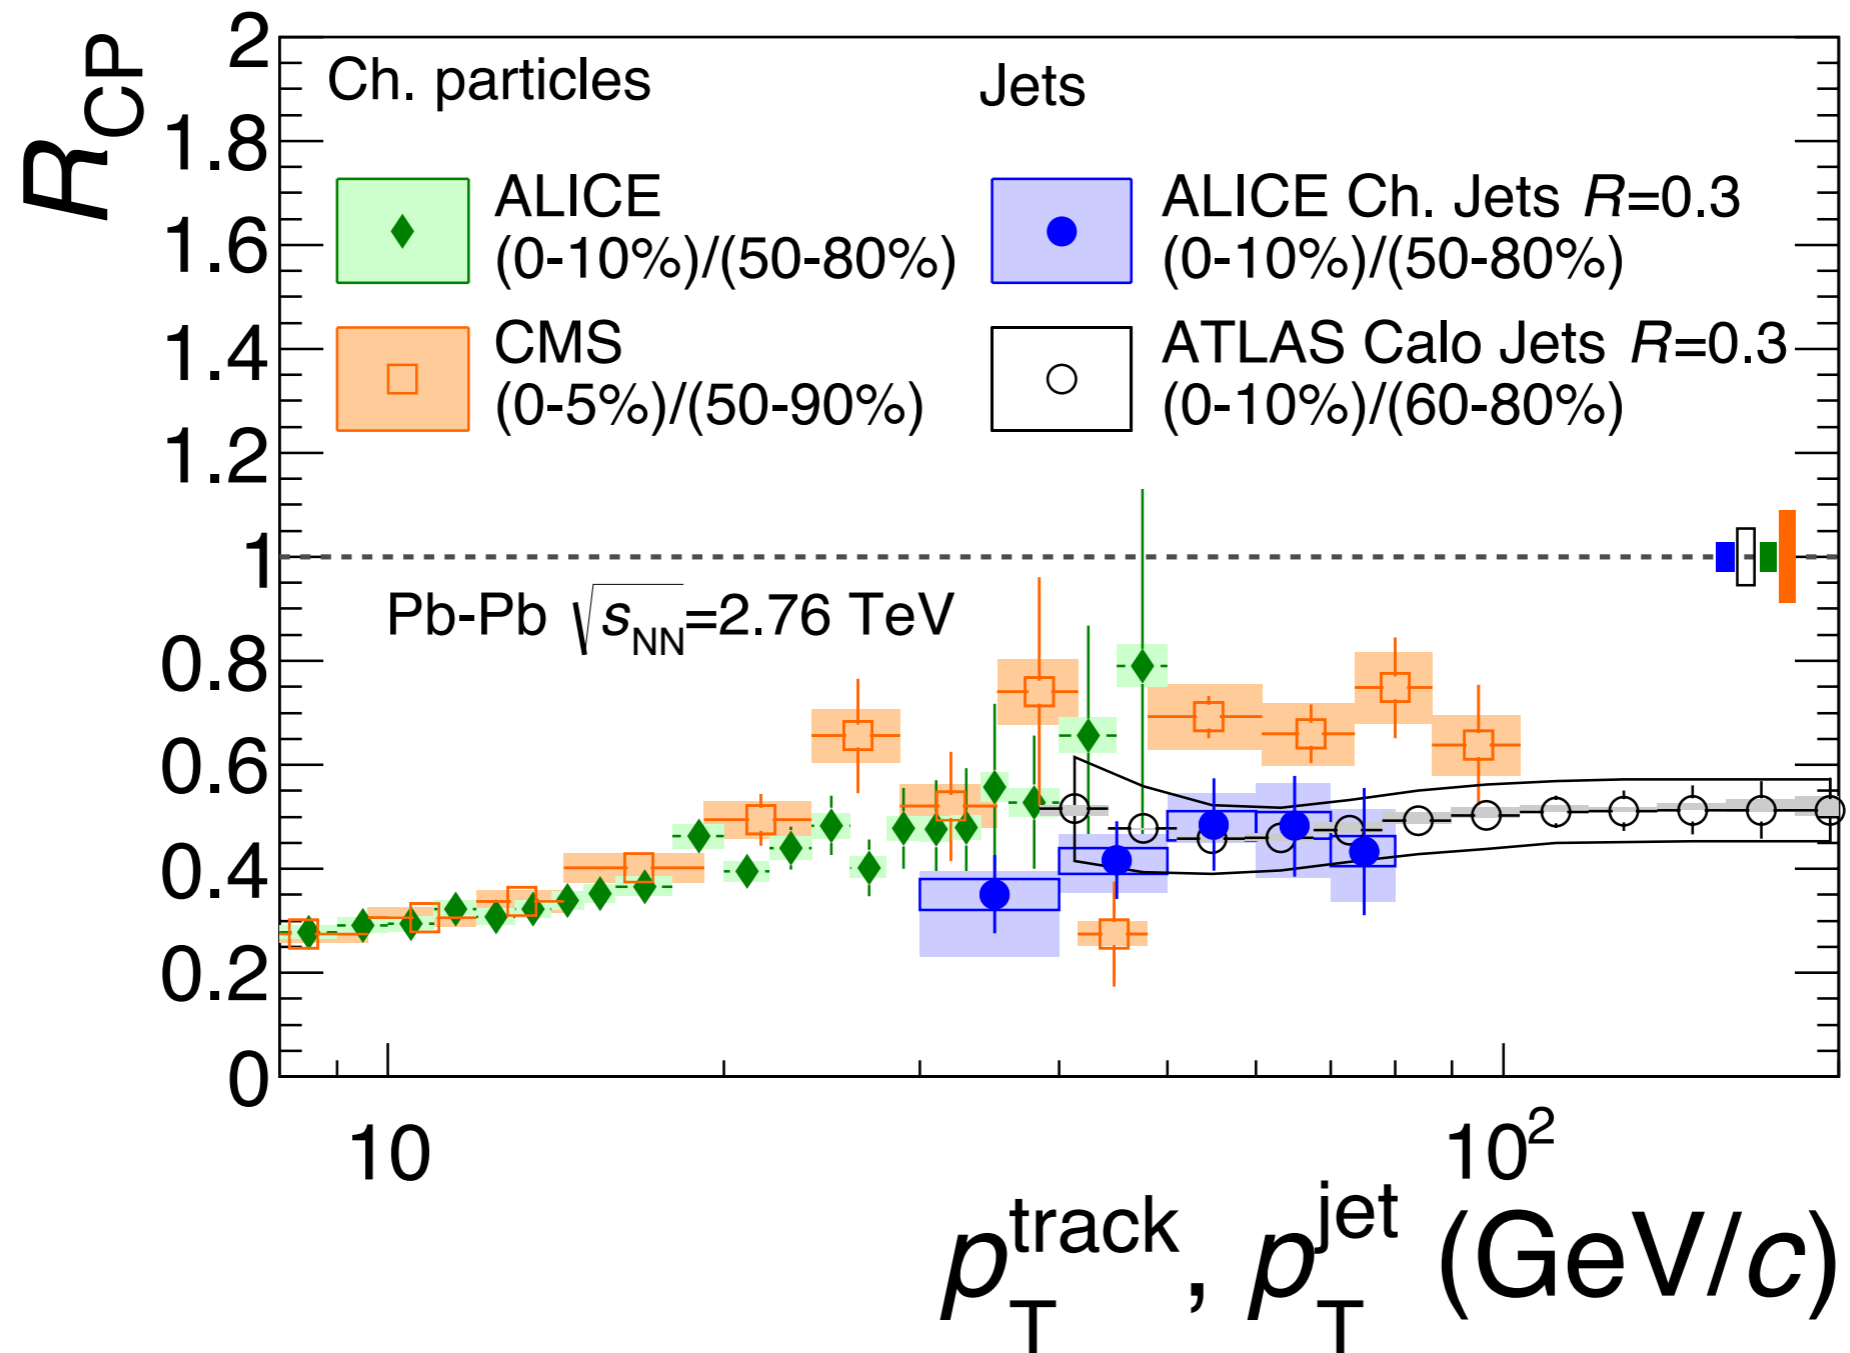 R_CP
2
1.8
1.6
1.4
1.2
1
0.8
0.6
0.4
0.2
0
Ch. particles
ALICE
(0-10%)/(50-80%)
CMS
(0-5%)/(50-90%)
Jets
ALICE Ch. Jets R=0.3
(0-10%)/(50-80%)
ATLAS Calo Jets R=0.3
(0-10%)/(60-80%)
Pb-Pb √s_NN=2.76 TeV
10
10²
p_T^track, p_T^jet (GeV/c)